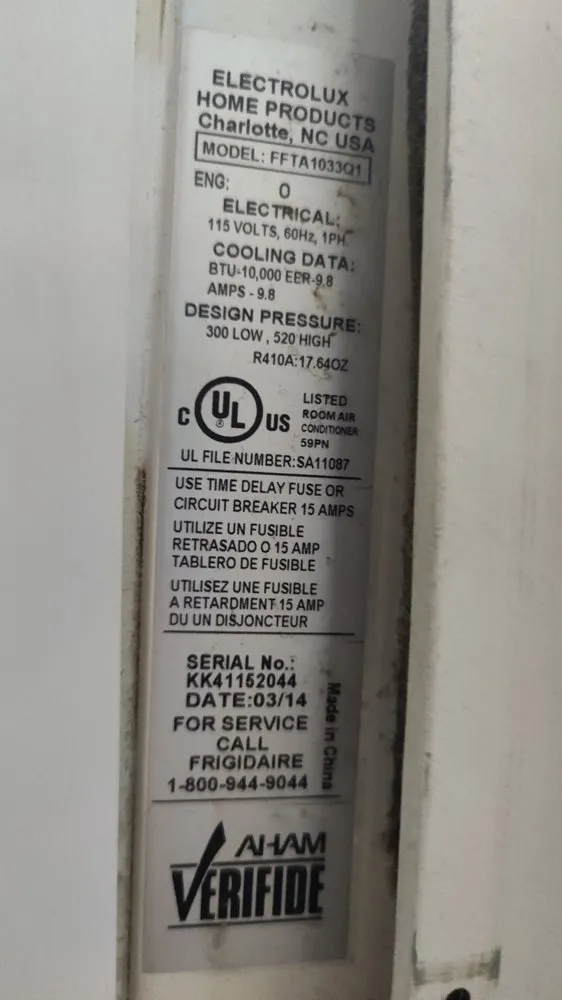 ELECTROLUX
HOME PRODUCTS
Charlotte, NC USA
MODEL: FFTA1033Q1
ENG: 0
ELECTRICAL:
115 VOLTS, 60Hz, 1PH
COOLING DATA:
BTU-10,000 EER-9.8
AMPS - 9.8
DESIGN PRESSURE:
300 LOW , 520 HIGH
R410A:17.64OZ
C UL ® US
LISTED
ROOM AIR
CONDITIONER
59PN
UL FILE NUMBER:SA11087
USE TIME DELAY FUSE OR
CIRCUIT BREAKER 15 AMPS
UTILIZE UN FUSIBLE
RETRASADO O 15 AMP
TABLERO DE FUSIBLE
UTILISEZ UNE FUSIBLE
A RETARDMENT 15 AMP
DU UN DISJONCTEUR
SERIAL No.:
KK41152044
DATE:03/14
FOR SERVICE
CALL
FRIGIDAIRE
1-800-944-9044
Made in China
AHAM
VERIFIDE